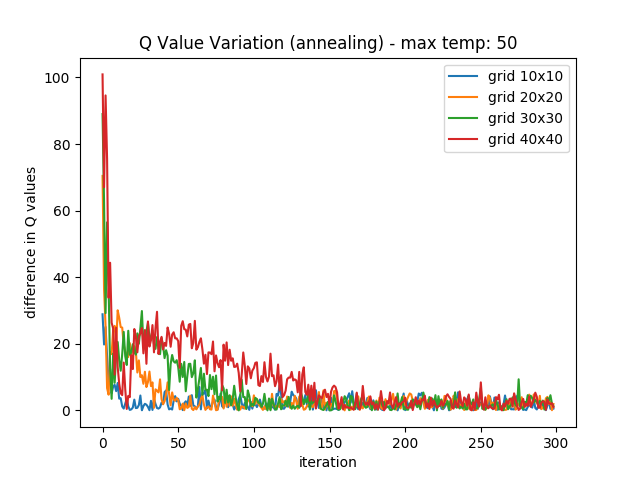 Q Value Variation (annealing) - max temp: 50
grid 10x10
grid 20x20
grid 30x30
grid 40x40
difference in Q values
100
80
60
40
20
0
0 50 100 150 200 250 300
iteration